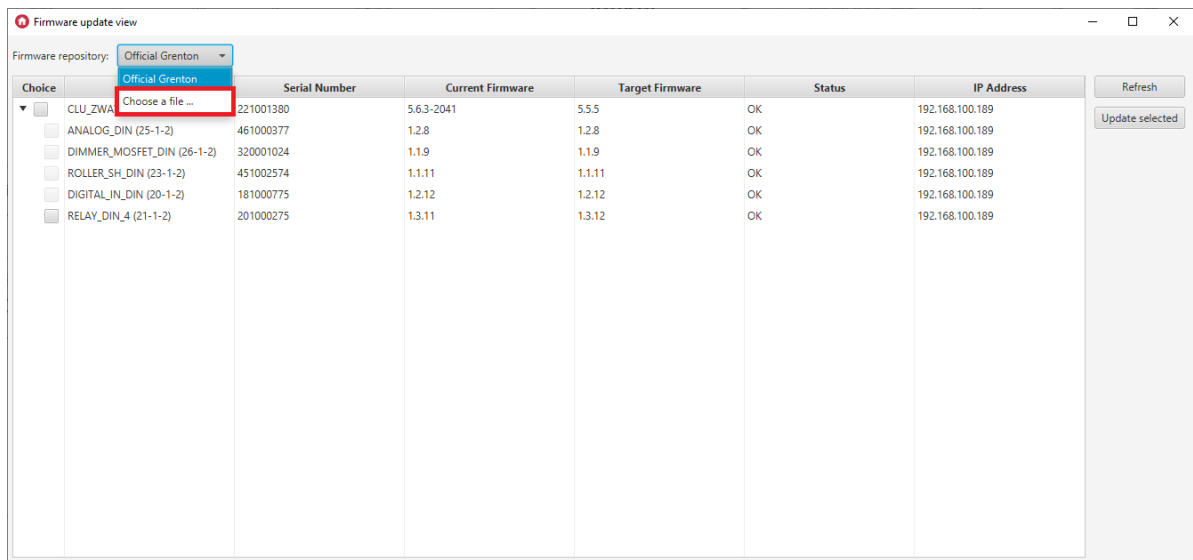 Firmware update view
Firmware repository: Official Grenton
Official Grenton
Choose a file ...
Choice Serial Number Current Firmware Target Firmware Status IP Address
Refresh
Update selected
CLU_ZWA 221001380 5.6.3-2041 5.5.5 OK 192.168.100.189
ANALOG_DIN (25-1-2) 461000377 1.2.8 1.2.8 OK 192.168.100.189
DIMMER_MOSFET_DIN (26-1-2) 320001024 1.1.9 1.1.9 OK 192.168.100.189
ROLLER_SH_DIN (23-1-2) 451002574 1.1.11 1.1.11 OK 192.168.100.189
DIGITAL_IN_DIN (20-1-2) 181000775 1.2.12 1.2.12 OK 192.168.100.189
RELAY_DIN_4 (21-1-2) 201000275 1.3.11 1.3.12 OK 192.168.100.189